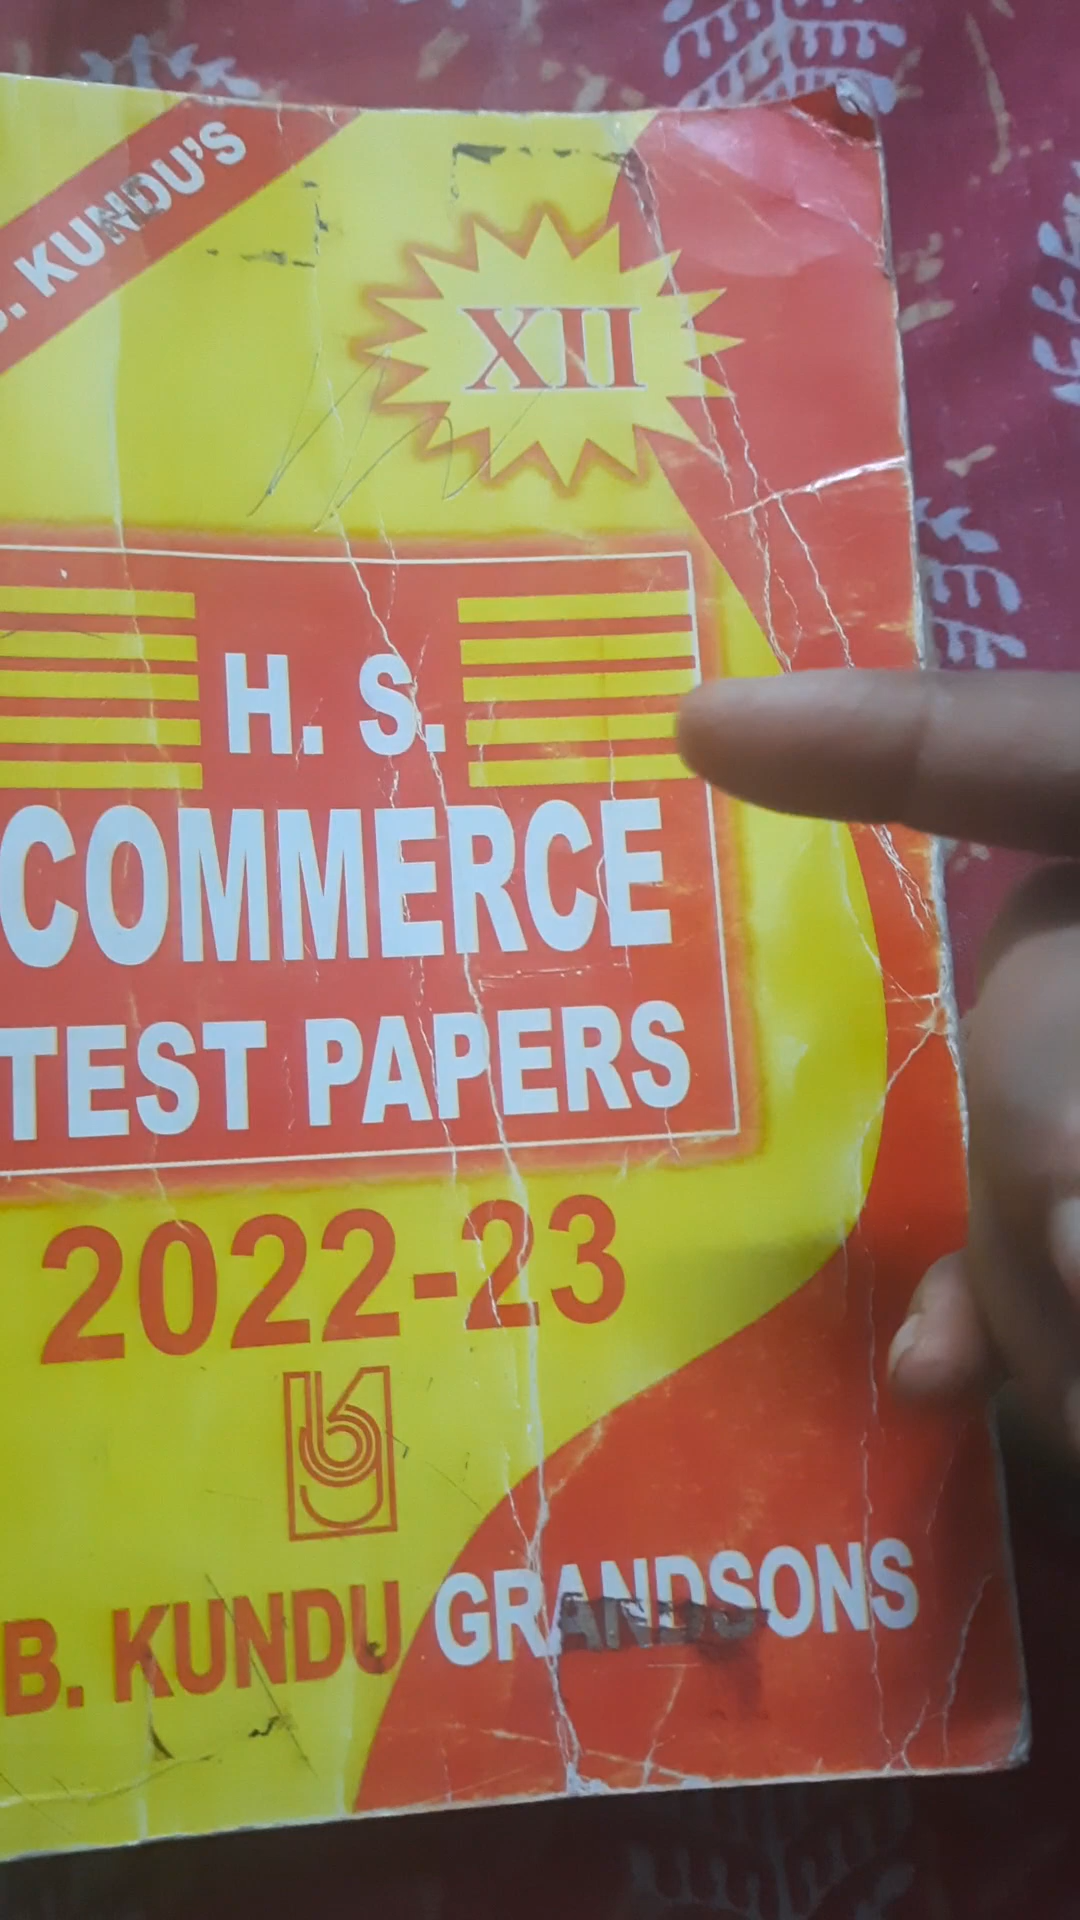 . KUNDU'S
XII
H. S.
COMMERCE
TEST PAPERS
2022-23
B. KUNDU GRANDSONS